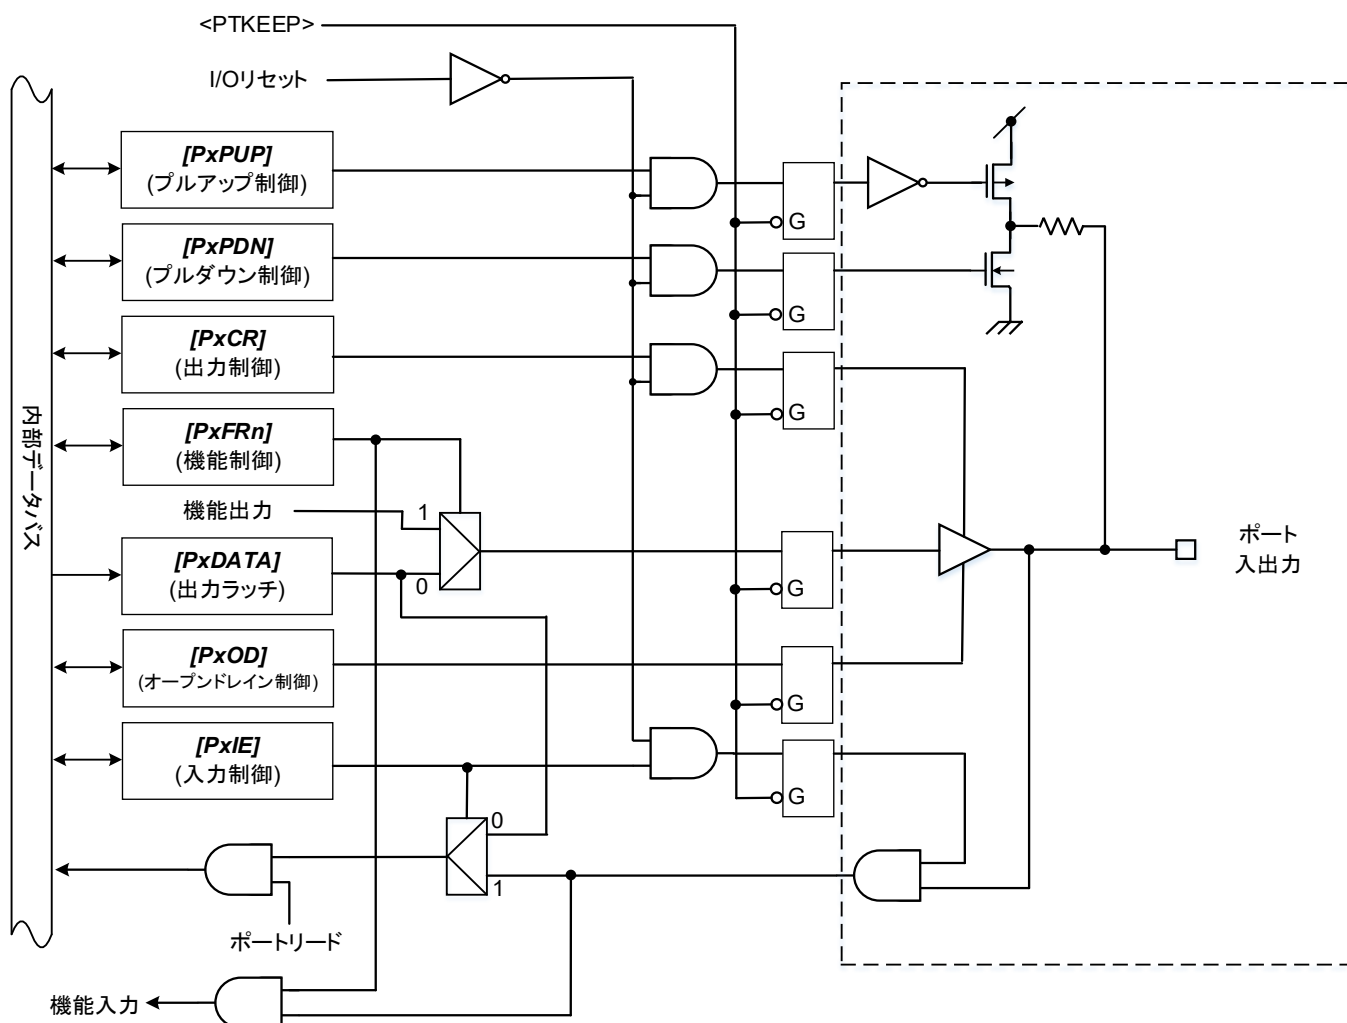 <PTKEEP>
I/Oリセット
[PxPUP]
(プルアップ制御)
G
[PxPDN]
(プルダウン制御)
G
[PxCR]
(出力制御)
G
内部データバス
[PxFRn]
(機能制御)
機能出力
1
[PxDATA]
(出力ラッチ)
0
G
ポート
入出力
[PxOD]
(オープンドレイン制御)
G
[PxIE]
(入力制御)
G
0
1
ポートリード
機能入力